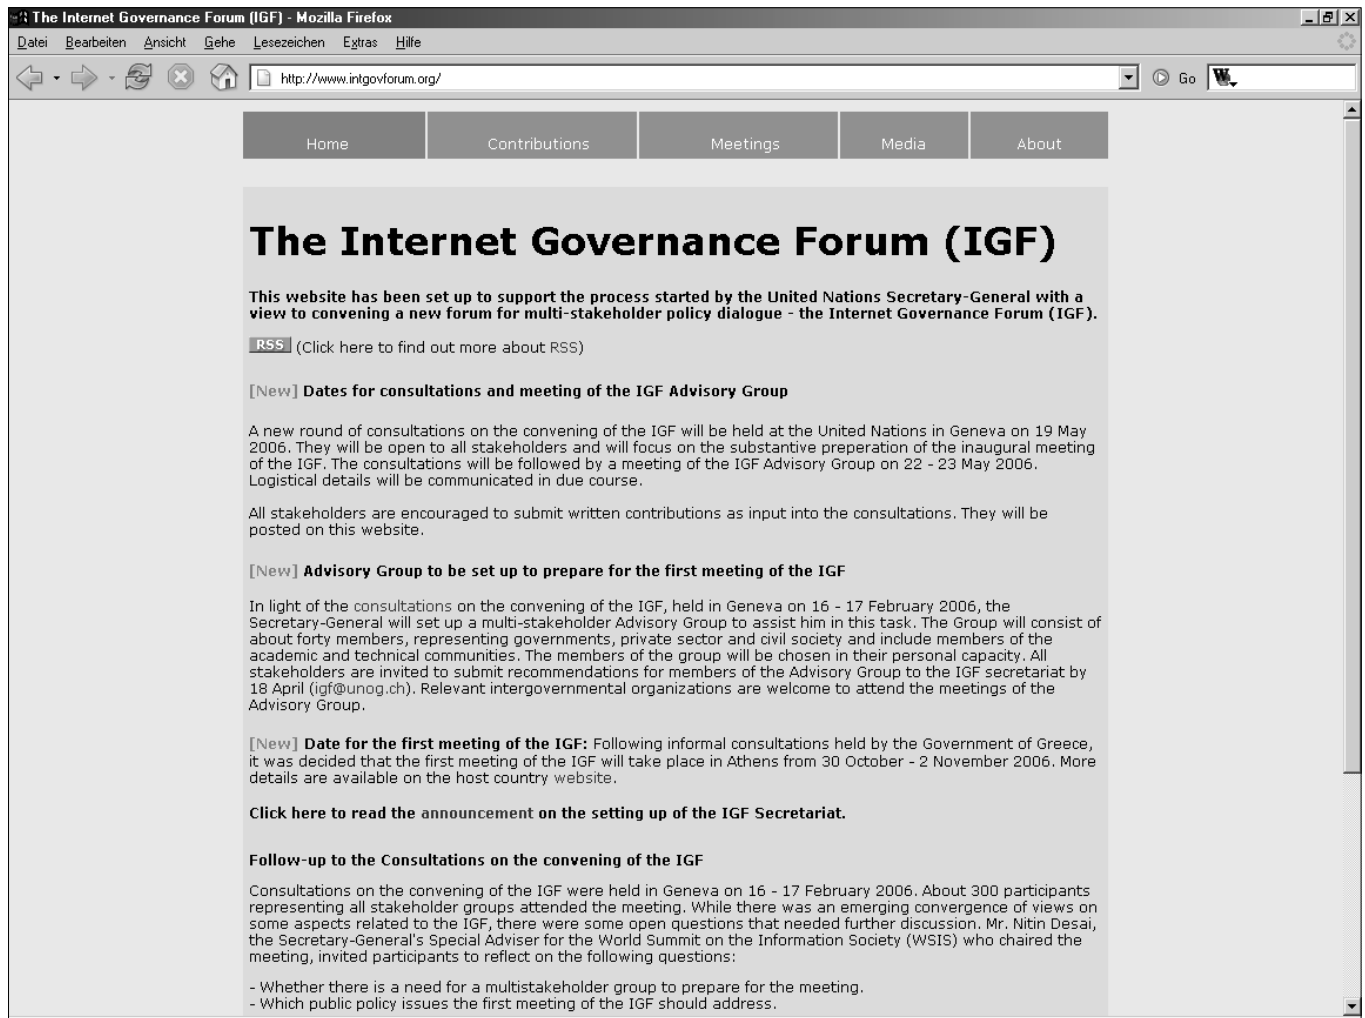 The Internet Governance Forum (IGF) - Mozilla Firefox
Datei Bearbeiten Ansicht Gehe Lesezeichen Extras Hilfe
http://www.intgovforum.org/ Go
Home Contributions Meetings Media About
The Internet Governance Forum (IGF)
This website has been set up to support the process started by the United Nations Secretary-General with a
view to convening a new forum for multi-stakeholder policy dialogue - the Internet Governance Forum (IGF).
RSS (Click here to find out more about RSS)
[New] Dates for consultations and meeting of the IGF Advisory Group
A new round of consultations on the convening of the IGF will be held at the United Nations in Geneva on 19 May
2006. They will be open to all stakeholders and will focus on the substantive preperation of the inaugural meeting
of the IGF. The consultations will be followed by a meeting of the IGF Advisory Group on 22 - 23 May 2006.
Logistical details will be communicated in due course.
All stakeholders are encouraged to submit written contributions as input into the consultations. They will be
posted on this website.
[New] Advisory Group to be set up to prepare for the first meeting of the IGF
In light of the consultations on the convening of the IGF, held in Geneva on 16 - 17 February 2006, the
Secretary-General will set up a multi-stakeholder Advisory Group to assist him in this task. The Group will consist of
about forty members, representing governments, private sector and civil society and include members of the
academic and technical communities. The members of the group will be chosen in their personal capacity. All
stakeholders are invited to submit recommendations for members of the Advisory Group to the IGF secretariat by
18 April (igf@unog.ch). Relevant intergovernmental organizations are welcome to attend the meetings of the
Advisory Group.
[New] Date for the first meeting of the IGF: Following informal consultations held by the Government of Greece,
it was decided that the first meeting of the IGF will take place in Athens from 30 October - 2 November 2006. More
details are available on the host country website.
Click here to read the announcement on the setting up of the IGF Secretariat.
Follow-up to the Consultations on the convening of the IGF
Consultations on the convening of the IGF were held in Geneva on 16 - 17 February 2006. About 300 participants
representing all stakeholder groups attended the meeting. While there was an emerging convergence of views on
some aspects related to the IGF, there were some open questions that needed further discussion. Mr. Nitin Desai,
the Secretary-General's Special Adviser for the World Summit on the Information Society (WSIS) who chaired the
meeting, invited participants to reflect on the following questions:
- Whether there is a need for a multistakeholder group to prepare for the meeting.
- Which public policy issues the first meeting of the IGF should address.